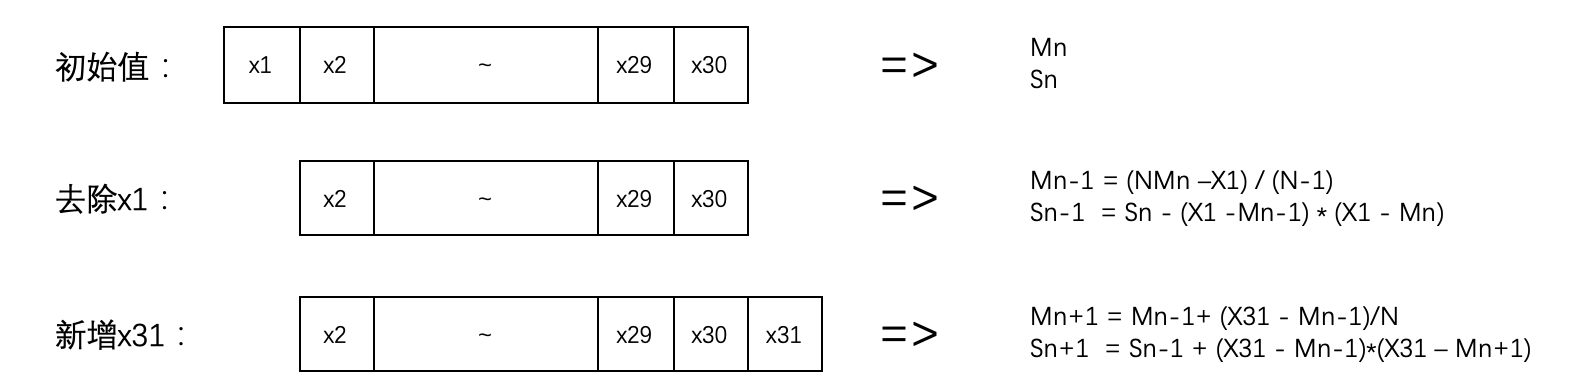 初始值： x1 x2 ~ x29 x30 => Mn
Sn
去除x1： x2 ~ x29 x30 => Mn-1 = (NMn –X1) / (N-1)
Sn-1 = Sn - (X1 -Mn-1) * (X1 - Mn)
新增x31： x2 ~ x29 x30 x31 => Mn+1 = Mn-1+ (X31 - Mn-1)/N
Sn+1 = Sn-1 + (X31 - Mn-1)*(X31 – Mn+1)